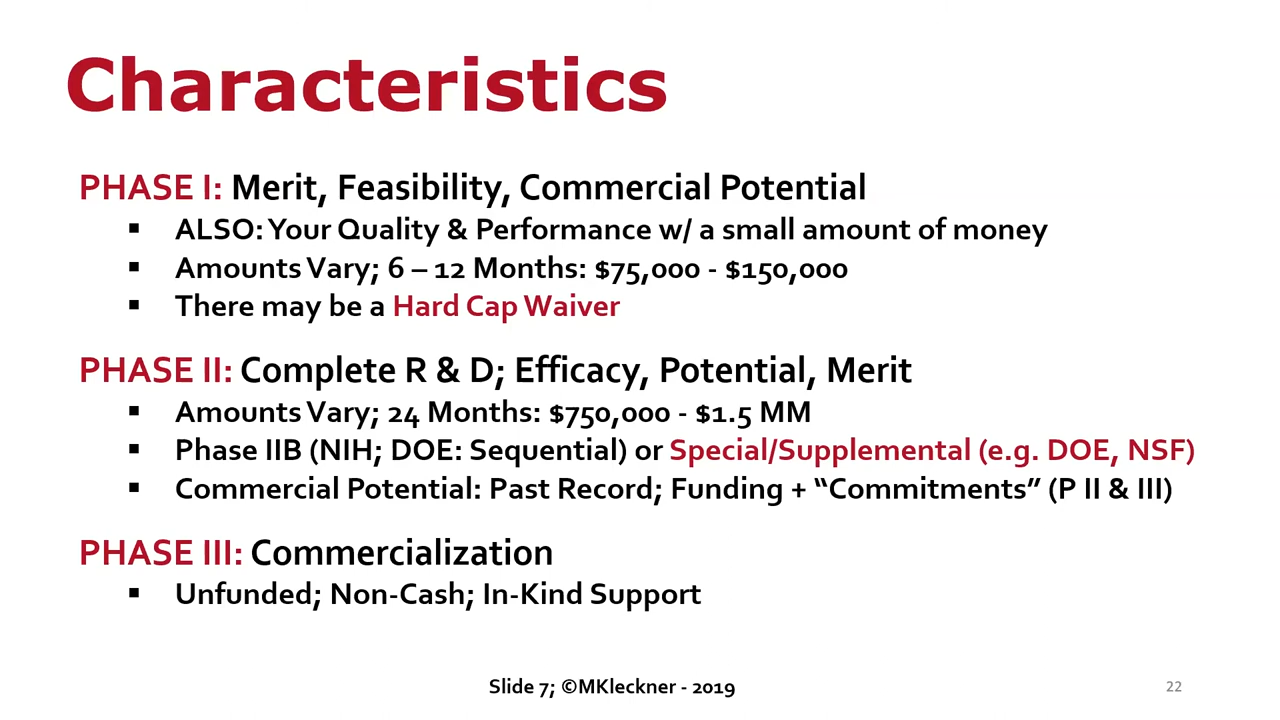 Characteristics
PHASE I: Merit, Feasibility, Commercial Potential
▪ ALSO: Your Quality & Performance w/ a small amount of money
▪ Amounts Vary; 6 – 12 Months: $75,000 - $150,000
▪ There may be a Hard Cap Waiver
PHASE II: Complete R & D; Efficacy, Potential, Merit
▪ Amounts Vary; 24 Months: $750,000 - $1.5 MM
▪ Phase IIB (NIH; DOE: Sequential) or Special/Supplemental (e.g. DOE, NSF)
▪ Commercial Potential: Past Record; Funding + “Commitments” (P II & III)
PHASE III: Commercialization
▪ Unfunded; Non-Cash; In-Kind Support
Slide 7; ©MKleckner - 2019
22